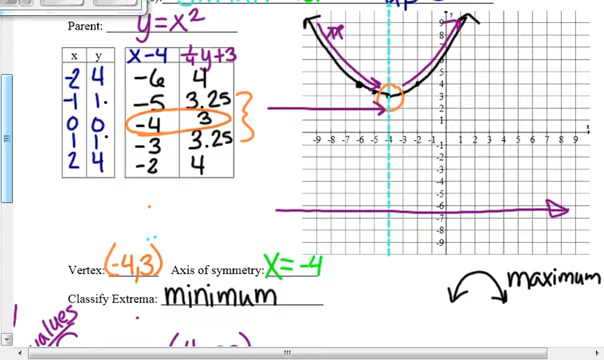 up
Parent: y=x²
x y x-4 ¼y+3
-2 4 -6 4
-1 1 -5 3.25
0 0 -4 3
1 1 -3 3.25
2 4 -2 4
y
9
8
7
6
5
4
3
2
1
-9 -8 -7 -6 -5 -4 -3 -2 -1 1 2 3 4 5 6 7 8 9 x
-1
-2
-3
-4
-5
-6
-7
-8
-9
Vertex: (-4,3) Axis of symmetry: x=-4
Classify Extrema: minimum
maximum
values